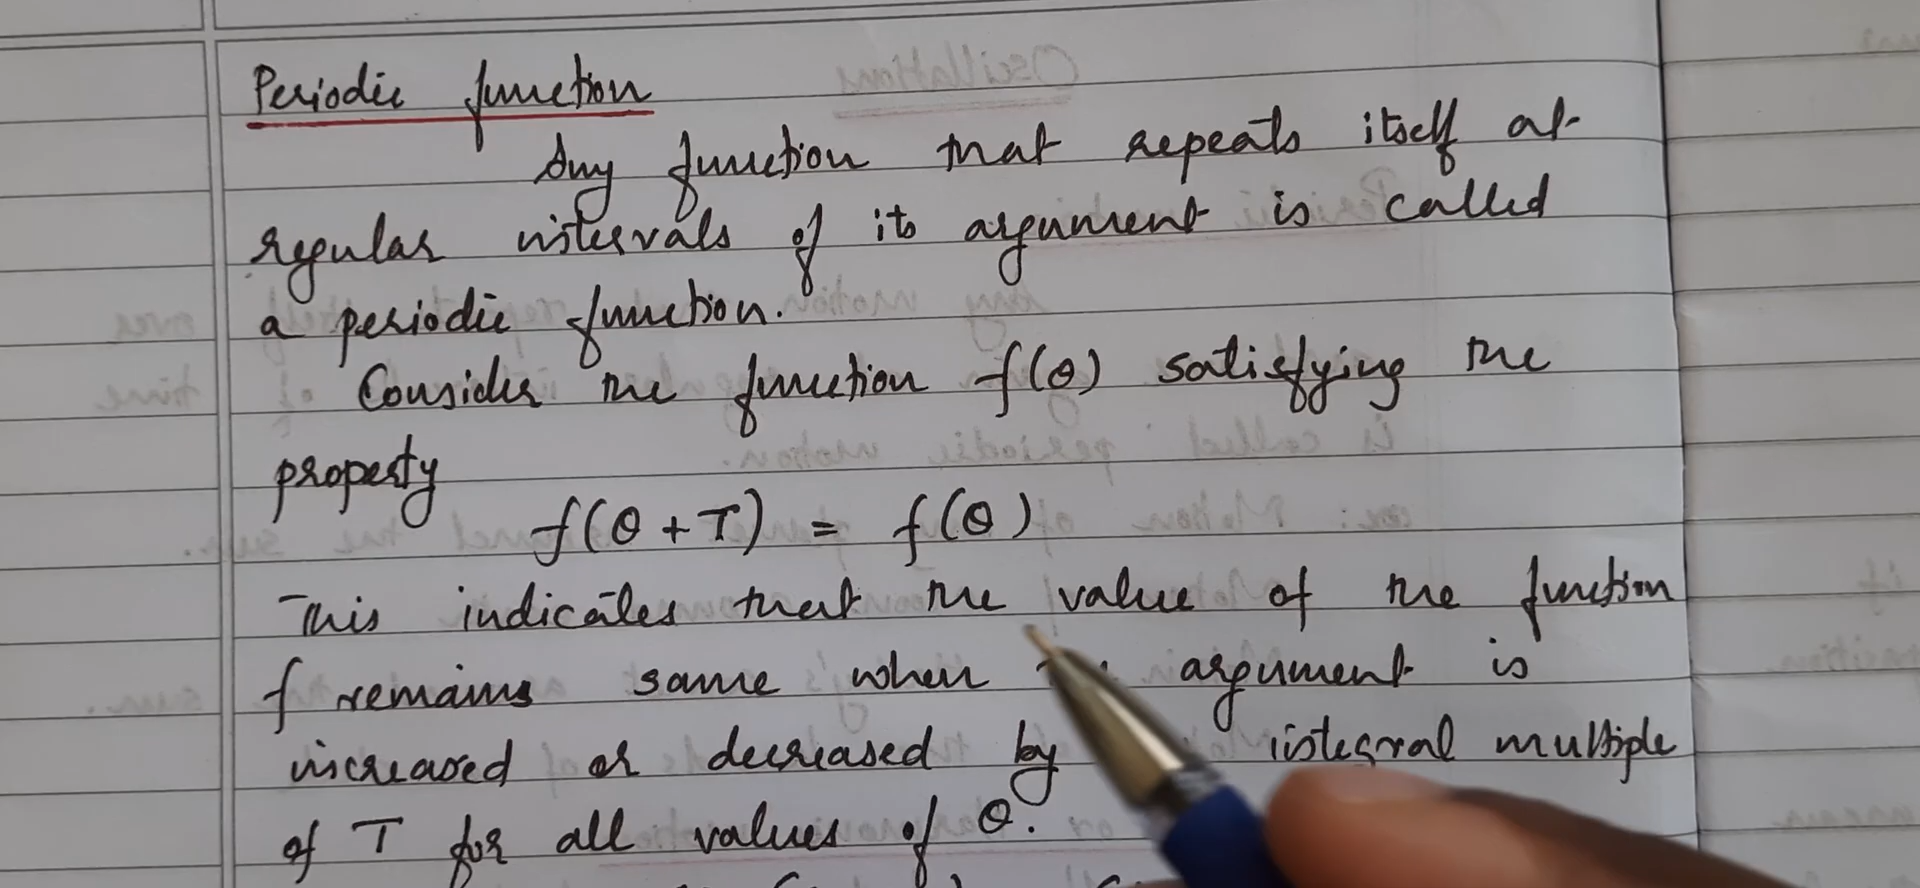 Periodic function
Any function that repeats itself at
regular intervals of its argument is called
a periodic function.
Consider the function f(θ) satisfying the
property
f(θ + T) = f(θ)
This indicates that the value of the function
f remains same when argument is
increased or decreased by integral multiple
of T for all values of θ.